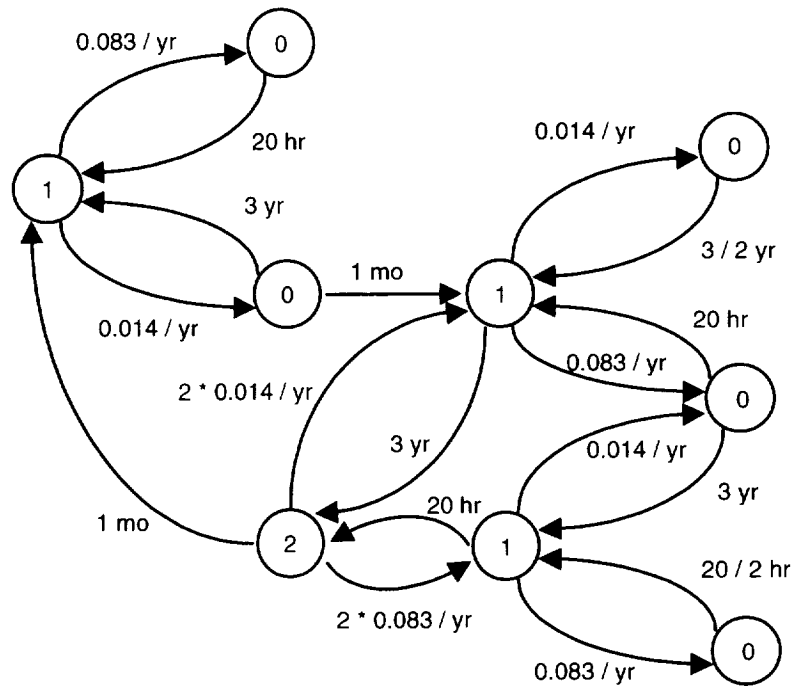 0.083 / yr
0
20 hr
1
3 yr
0.014 / yr
0
1 mo
0.014 / yr
0
3 / 2 yr
1
20 hr
0.083 / yr
0
2 * 0.014 / yr
3 yr
0.014 / yr
3 yr
1 mo
2
20 hr
1
2 * 0.083 / yr
20 / 2 hr
0.083 / yr
0